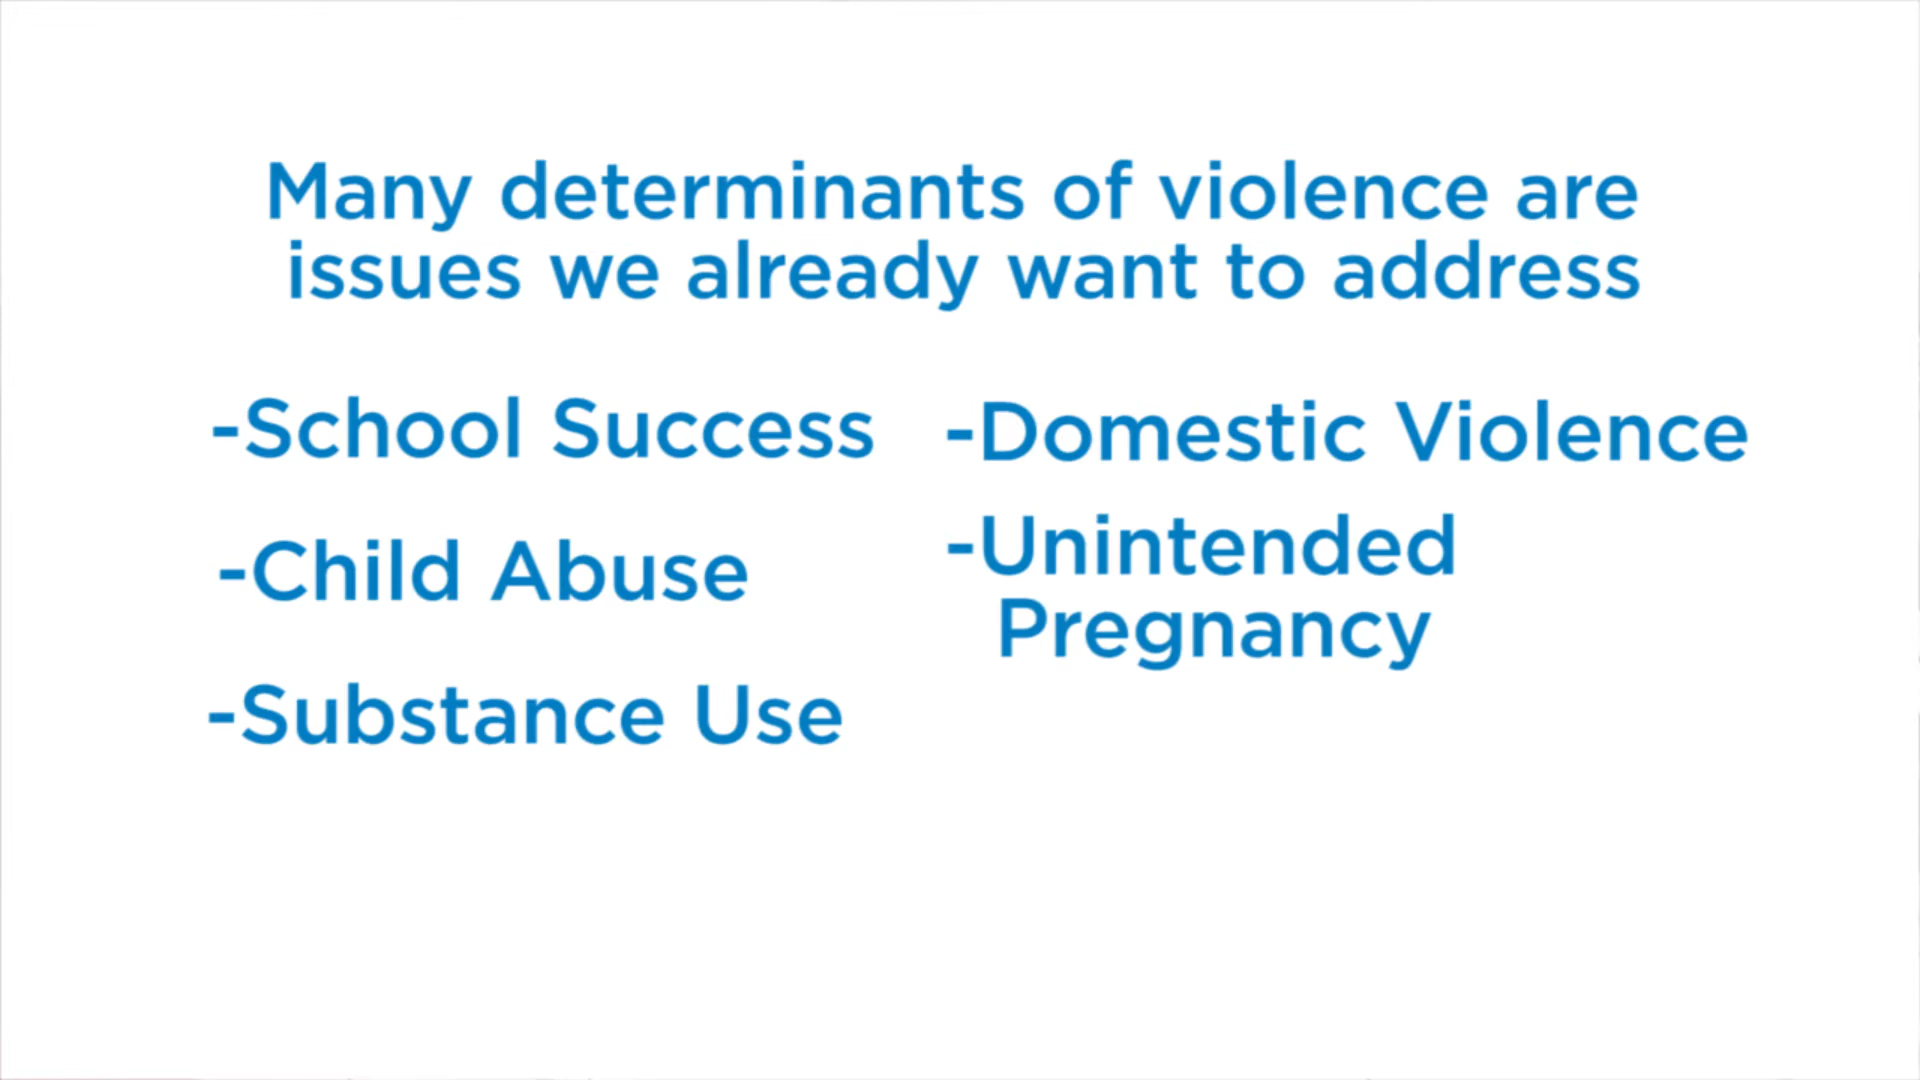 Many determinants of violence are
issues we already want to address
-School Success
-Child Abuse
-Substance Use
-Domestic Violence
-Unintended
Pregnancy